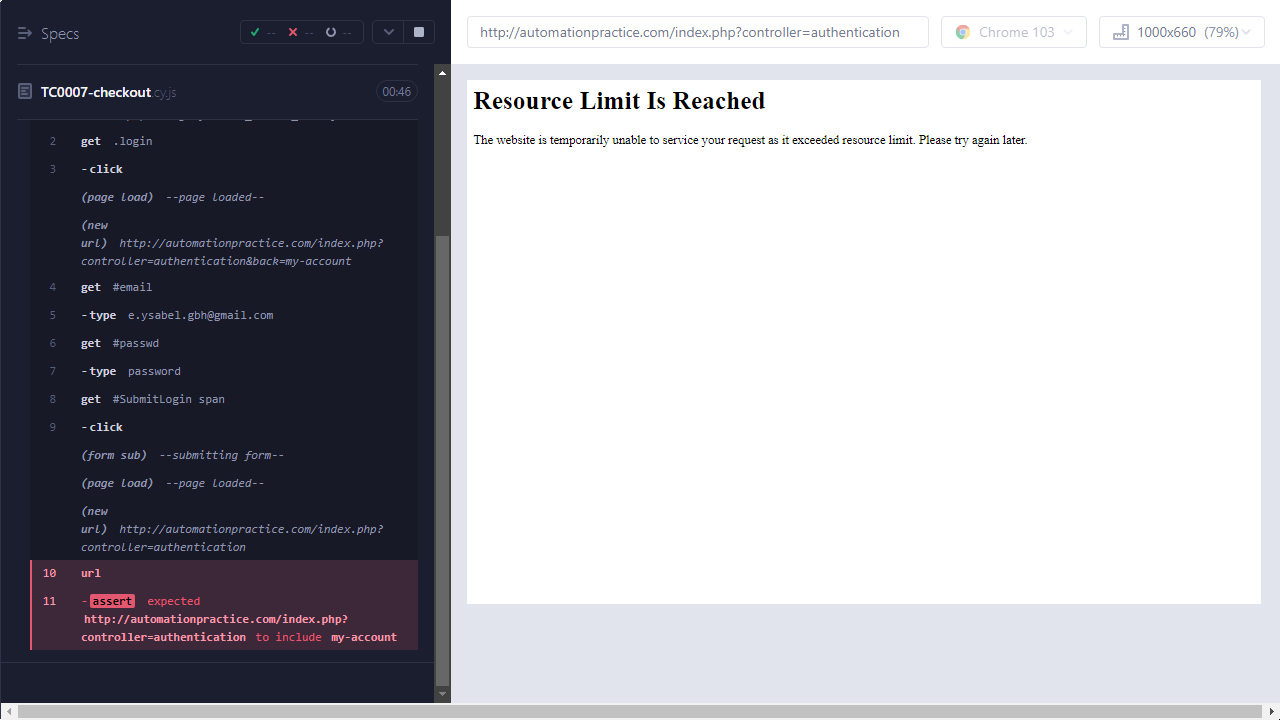 Specs
-- -- --
http://automationpractice.com/index.php?controller=authentication
Chrome 103
1000x660 (79%)
TC0007-checkout.cy.js
00:46
2 get .login
3 -click
(page load) --page loaded--
(new
url) http://automationpractice.com/index.php?
controller=authentication&back=my-account
4 get #email
5 -type e.ysabel.gbh@gmail.com
6 get #passwd
7 -type password
8 get #SubmitLogin span
9 -click
(form sub) --submitting form--
(page load) --page loaded--
(new
url) http://automationpractice.com/index.php?
controller=authentication
10 url
11 -assert expected
http://automationpractice.com/index.php?
controller=authentication to include my-account
Resource Limit Is Reached
The website is temporarily unable to service your request as it exceeded resource limit. Please try again later.